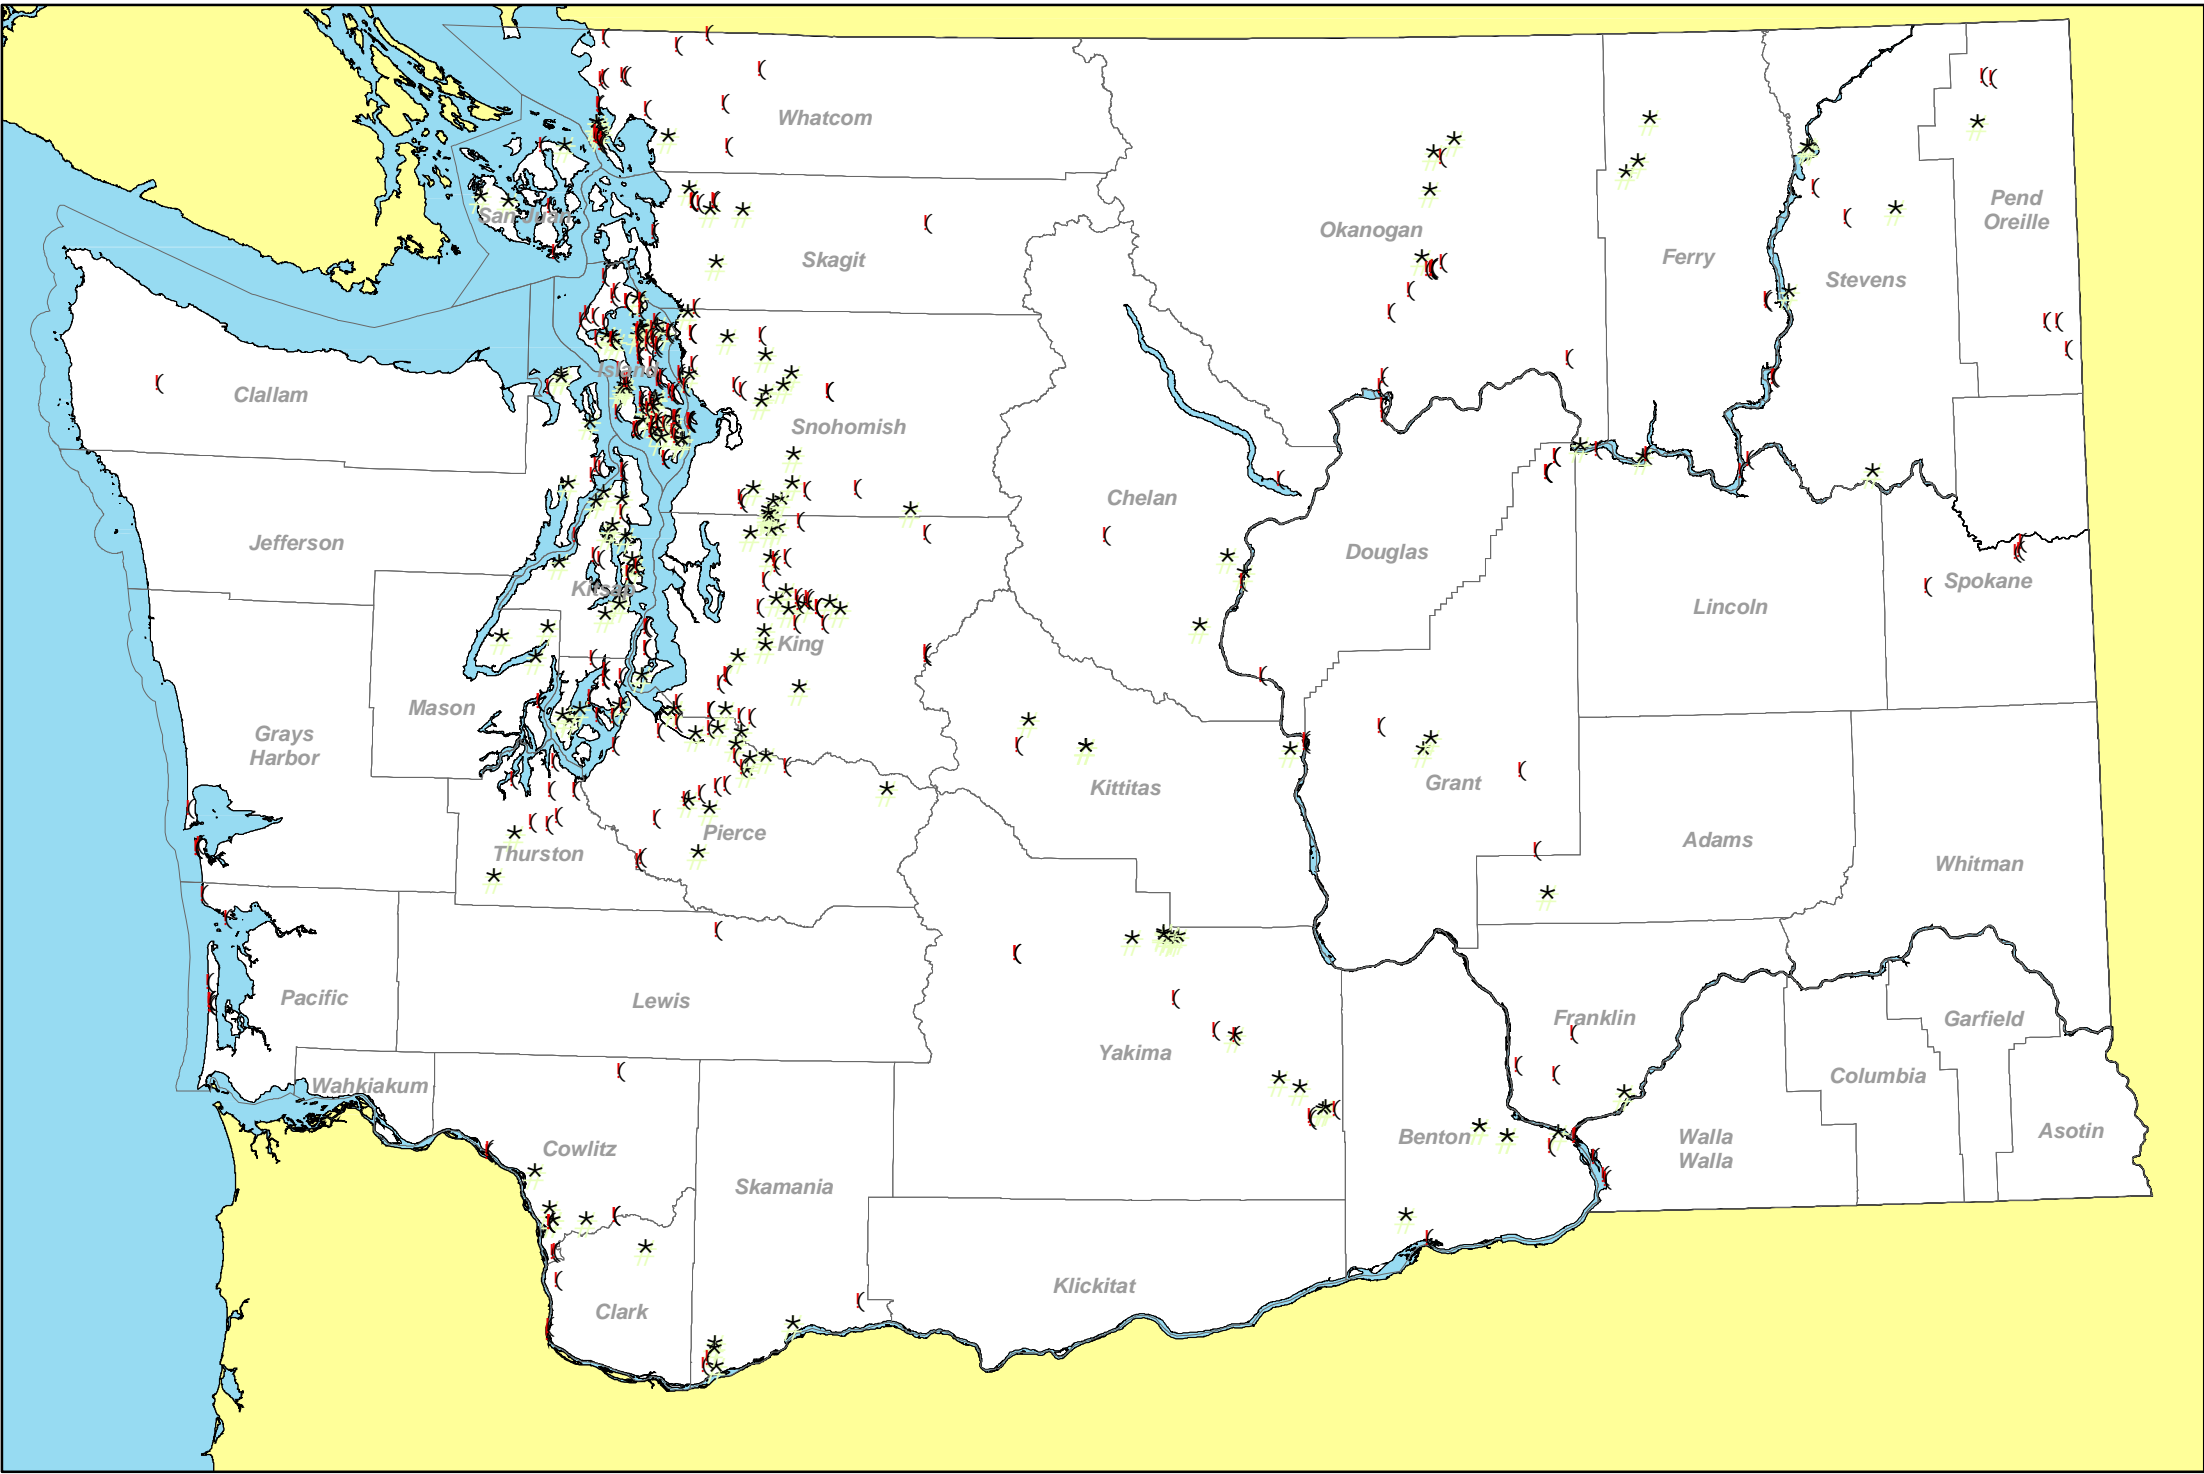 Whatcom
San Juan
Skagit
Okanogan
Ferry
Stevens
Pend
Oreille
Clallam
Island
Snohomish
Chelan
Douglas
Jefferson
Kitsap
King
Lincoln
Spokane
Mason
Grays
Harbor
Kittitas
Grant
Pierce
Thurston
Adams
Whitman
Pacific
Lewis
Yakima
Franklin
Garfield
Columbia
Wahkiakum
Cowlitz
Skamania
Benton
Walla
Walla
Asotin
Klickitat
Clark